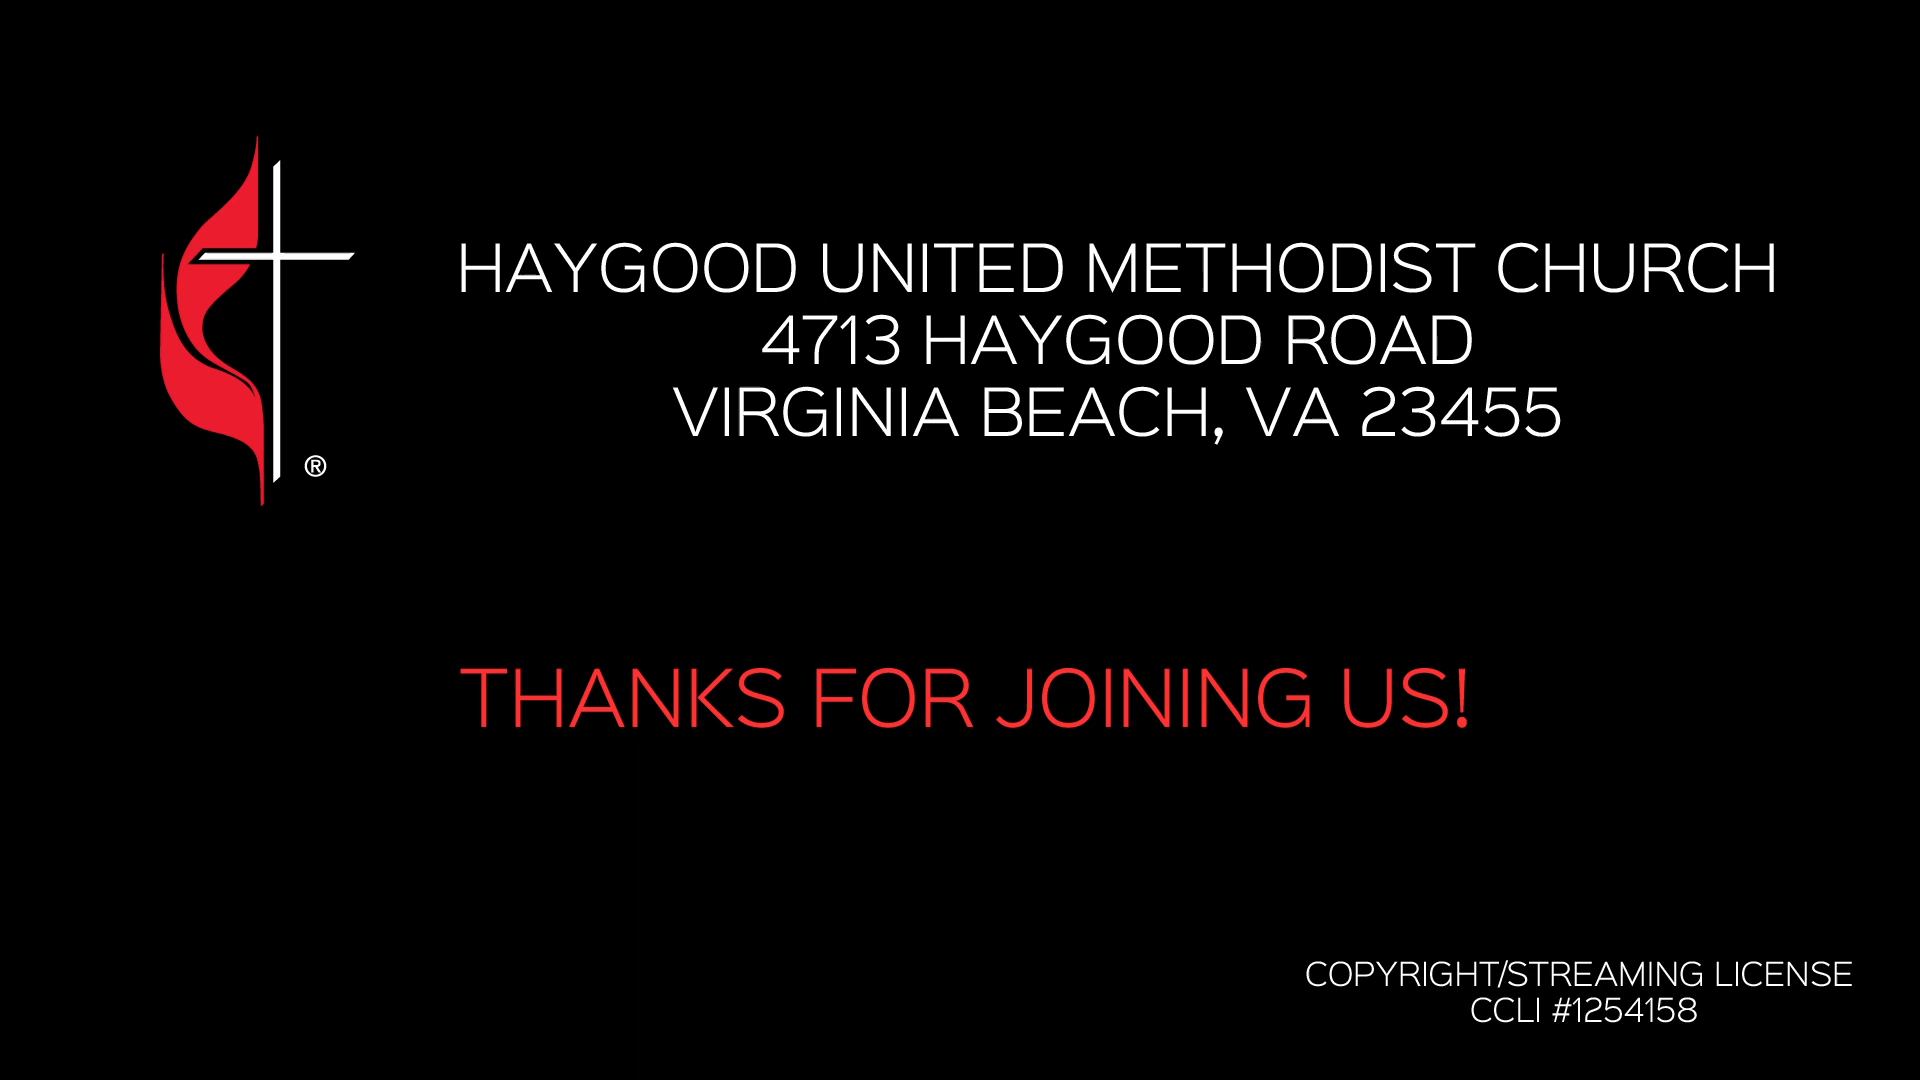 HAYGOOD UNITED METHODIST CHURCH
4713 HAYGOOD ROAD
VIRGINIA BEACH, VA 23455
®
THANKS FOR JOINING US!
COPYRIGHT/STREAMING LICENSE
CCLI #1254158